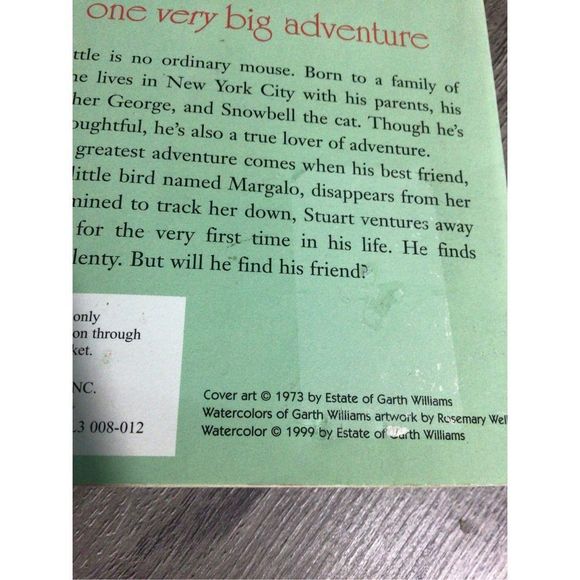 one very big adventure
ttle is no ordinary mouse. Born to a family of
he lives in New York City with his parents, his
her George, and Snowbell the cat. Though he's
oughtful, he's also a true lover of adventure.
greatest adventure comes when his best friend,
little bird named Margalo, disappears from her
mined to track her down, Stuart ventures away
for the very first time in his life. He finds
lenty. But will he find his friend?
only
on through
ket.
NC.
L3 008-012
Cover art © 1973 by Estate of Garth Williams
Watercolors of Garth Williams artwork by Rosemary Wel
Watercolor © 1999 by Estate of Garth Williams